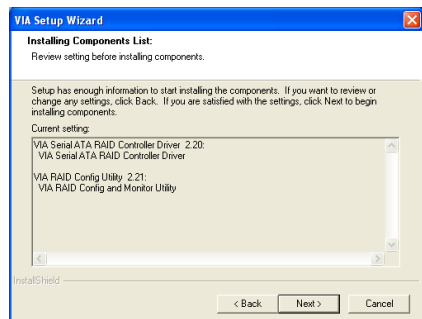 VIA Setup Wizard
Installing Components List:
Review setting before installing components.
Setup has enough information to start installing the components. If you want to review or
change any settings, click Back. If you are satisfied with the settings, click Next to begin
installing components.
Current setting:
VIA Serial ATA RAID Controller Driver 2.20:
VIA Serial ATA RAID Controller Driver
VIA RAID Config Utility 2.21:
VIA RAID Config and Monitor Utility
InstallShield
< Back
Next >
Cancel